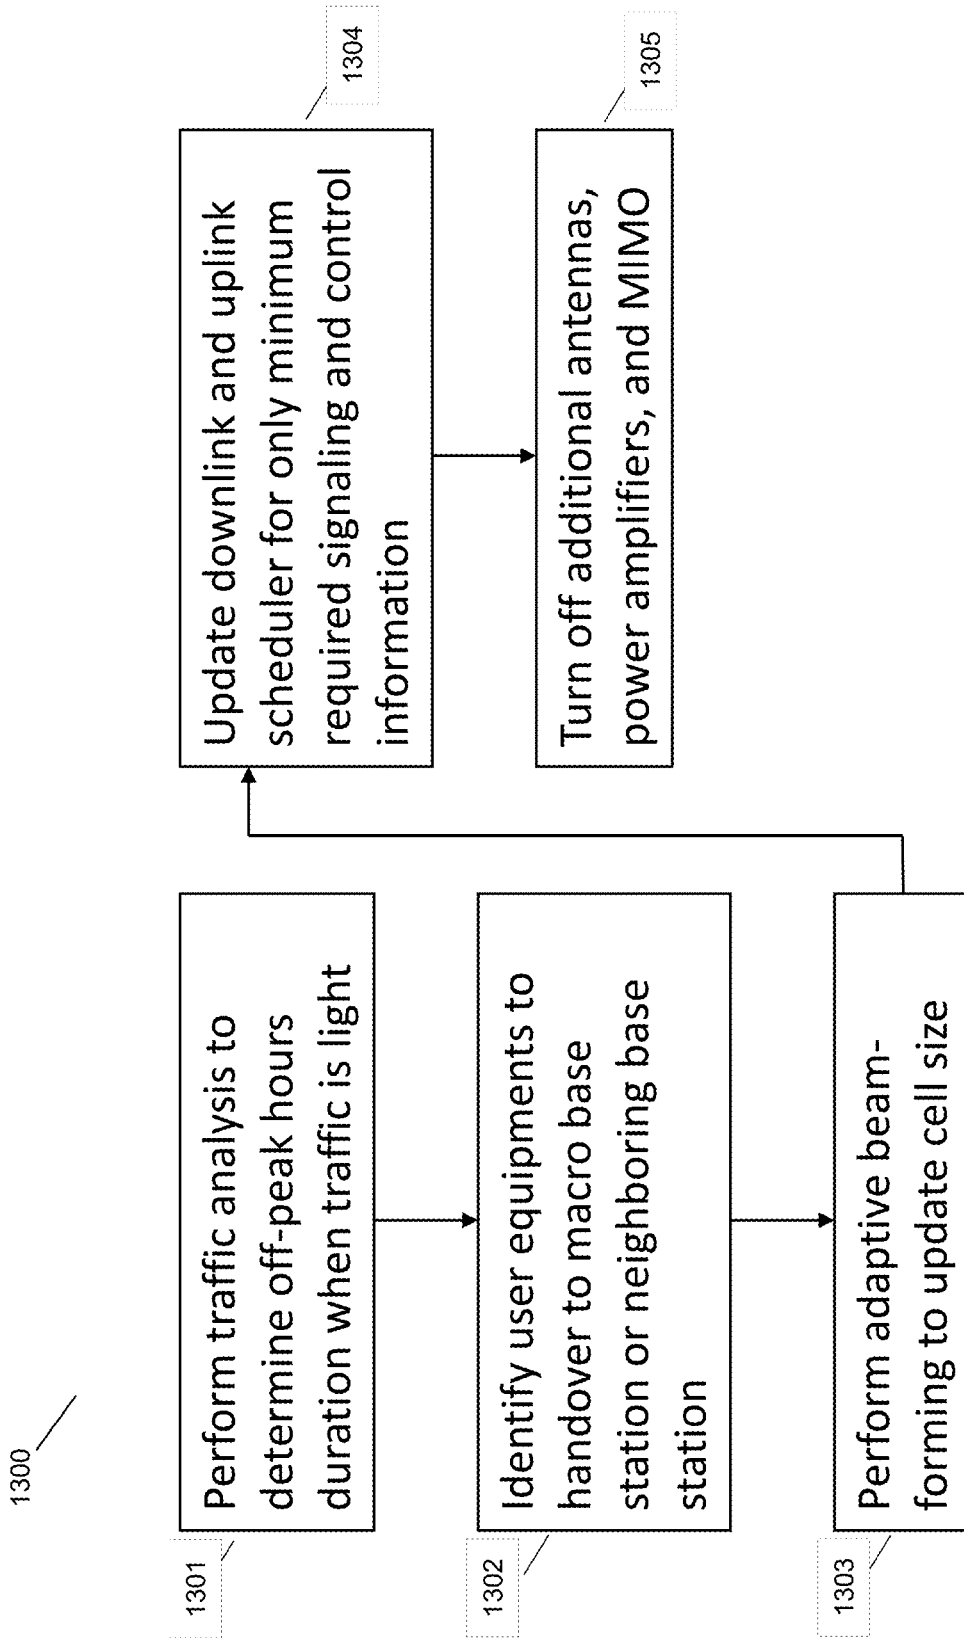 1300
1301
Perform traffic analysis to
determine off-peak hours
duration when traffic is light
1302
Identify user equipments to
handover to macro base
station or neighboring base
station
1303
Perform adaptive beam-
forming to update cell size
1304
Update downlink and uplink
scheduler for only minimum
required signaling and control
information
1305
Turn off additional antennas,
power amplifiers, and MIMO